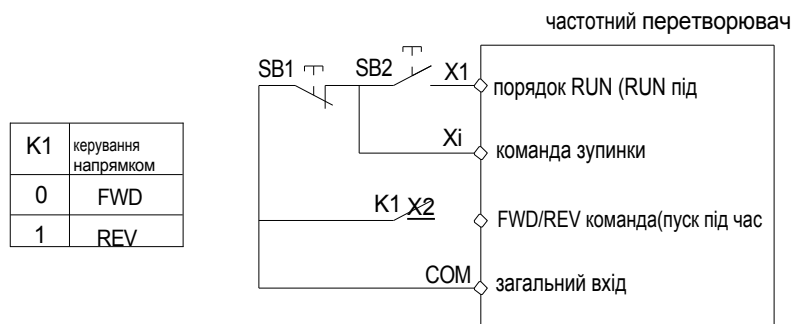 частотний перетворювач
SB1
SB2
X1
порядок RUN (RUN під
Xi
команда зупинки
K1 X2
FWD/REV команда(пуск під час
COM
загальний вхід
K1
керування
напрямком
0
FWD
1
REV